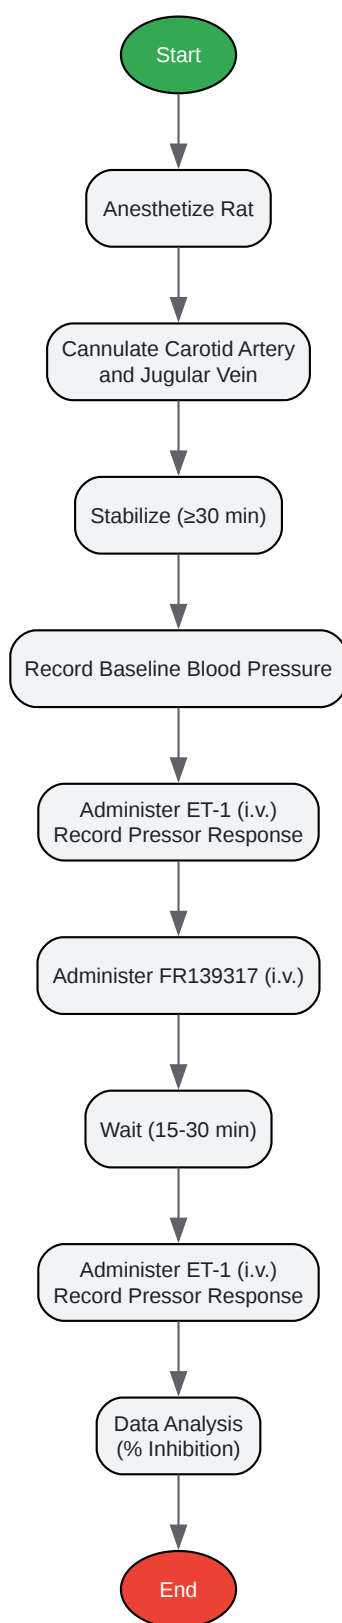 Start
Anesthetize Rat
Cannulate Carotid Artery
and Jugular Vein
Stabilize (≥30 min)
Record Baseline Blood Pressure
Administer ET-1 (i.v.)
Record Pressor Response
Administer FR139317 (i.v.)
Wait (15-30 min)
Administer ET-1 (i.v.)
Record Pressor Response
Data Analysis
(% Inhibition)
End